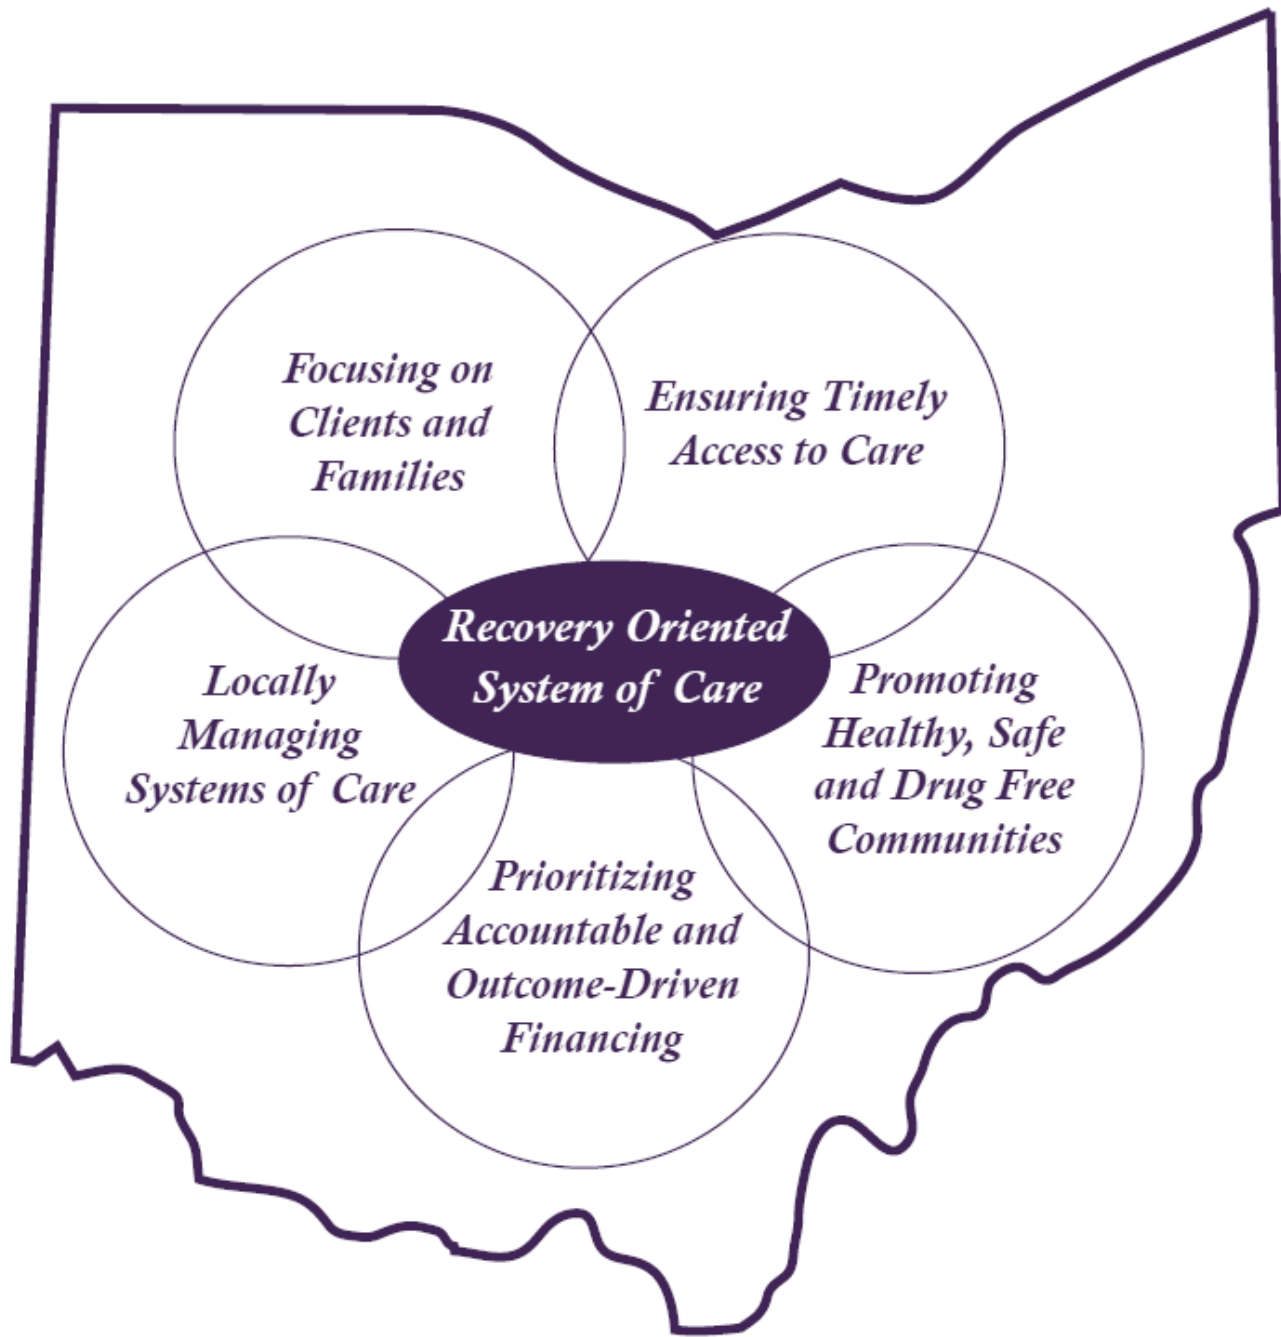 Focusing on
Clients and
Families
Ensuring Timely
Access to Care
Recovery Oriented
System of Care
Locally
Managing
Systems of Care
Promoting
Healthy, Safe
and Drug Free
Communities
Prioritizing
Accountable and
Outcome-Driven
Financing